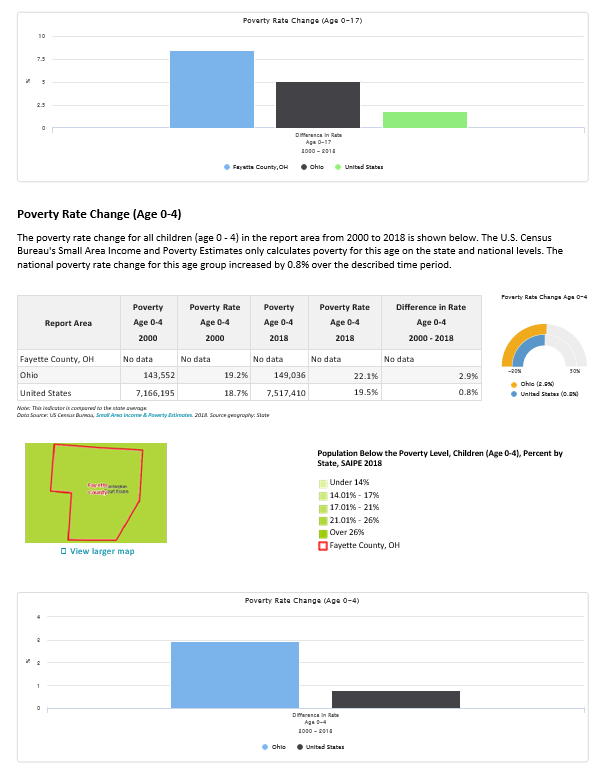 Poverty Rate Change (Age 0-17)
10
7.5
5
2.5
0
%
Difference in Rate
Age 0-17
2000 - 2018
Fayette County,OH
Ohio
United States
Poverty Rate Change (Age 0-4)
The poverty rate change for all children (age 0 - 4) in the report area from 2000 to 2018 is shown below. The U.S. Census
Bureau's Small Area Income and Poverty Estimates only calculates poverty for this age on the state and national levels. The
national poverty rate change for this age group increased by 0.8% over the described time period.
Report Area Poverty Age 0-4 2000 Poverty Rate Age 0-4 2000 Poverty Age 0-4 2018 Poverty Rate Age 0-4 2018 Difference in Rate Age 0-4 2000 - 2018
Fayette County, OH No data No data No data No data No data
Ohio 143,552 19.2% 149,036 22.1% 2.9%
United States 7,166,195 18.7% 7,517,410 19.5% 0.8%
Note: This indicator is compared to the state average.
Data Source: US Census Bureau, Small Area Income & Poverty Estimates. 2018. Source geography: State
Poverty Rate Change Age 0-4
-20% 30%
Ohio (2.9%)
United States (0.8%)
Fayette
County
View larger map
Population Below the Poverty Level, Children (Age 0-4), Percent by
State, SAIPE 2018
Under 14%
14.01% - 17%
17.01% - 21%
21.01% - 26%
Over 26%
Fayette County, OH
Poverty Rate Change (Age 0-4)
4
2
2
1
0
%
Difference in Rate
Age 0-4
2000 - 2018
Ohio
United States